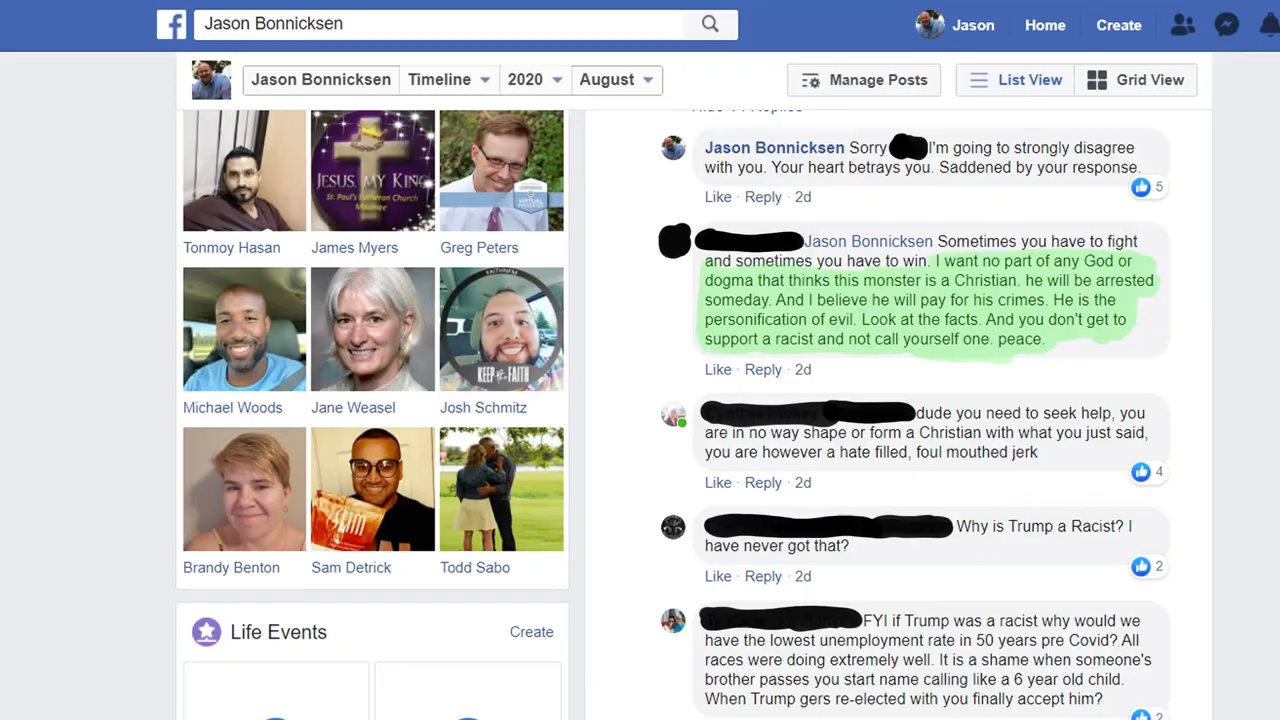 Jason Bonnicksen
Jason
Home
Create
Jason Bonnicksen
Timeline
2020
August
Manage Posts
List View
Grid View
JESUS, MY KING
St. Paul's Lutheran Church
Maumee
VIRTUAL
Tonmoy Hasan
James Myers
Greg Peters
FAITHINFM
KEEP the FAITH
Michael Woods
Jane Weasel
Josh Schmitz
Brandy Benton
Sam Detrick
Todd Sabo
Life Events
Create
Replies
Jason Bonnicksen Sorry I'm going to strongly disagree
with you. Your heart betrays you. Saddened by your response.
5
Like · Reply · 2d
Jason Bonnicksen Sometimes you have to fight
and sometimes you have to win. I want no part of any God or
dogma that thinks this monster is a Christian. he will be arrested
someday. And I believe he will pay for his crimes. He is the
personification of evil. Look at the facts. And you don't get to
support a racist and not call yourself one. peace.
Like · Reply · 2d
dude you need to seek help, you
are in no way shape or form a Christian with what you just said,
you are however a hate filled, foul mouthed jerk
4
Like · Reply · 2d
Why is Trump a Racist? I
have never got that?
2
Like · Reply · 2d
FYI if Trump was a racist why would we
have the lowest unemployment rate in 50 years pre Covid? All
races were doing extremely well. It is a shame when someone's
brother passes you start name calling like a 6 year old child.
When Trump gers re-elected with you finally accept him?
2